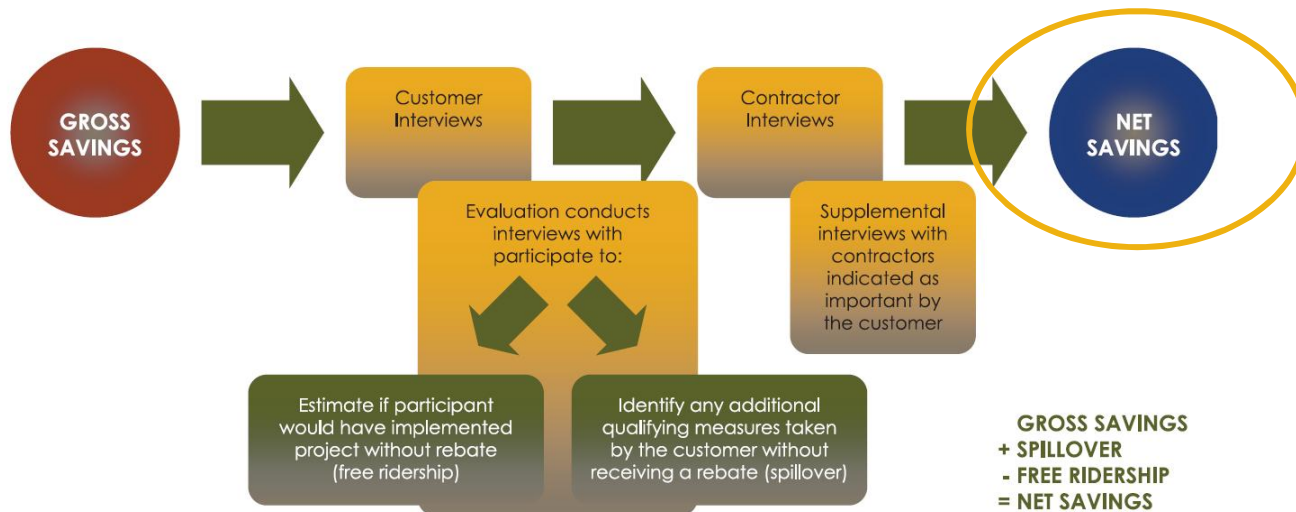 GROSS
SAVINGS
Customer
Interviews
Contractor
Interviews
NET
SAVINGS
Evaluation conducts
interviews with
participate to:
Supplemental
interviews with
contractors
indicated as
important by
the customer
Estimate if participant
would have implemented
project without rebate
(free ridership)
Identify any additional
qualifying measures taken
by the customer without
receiving a rebate (spillover)
GROSS SAVINGS
+ SPILLOVER
- FREE RIDERSHIP
= NET SAVINGS